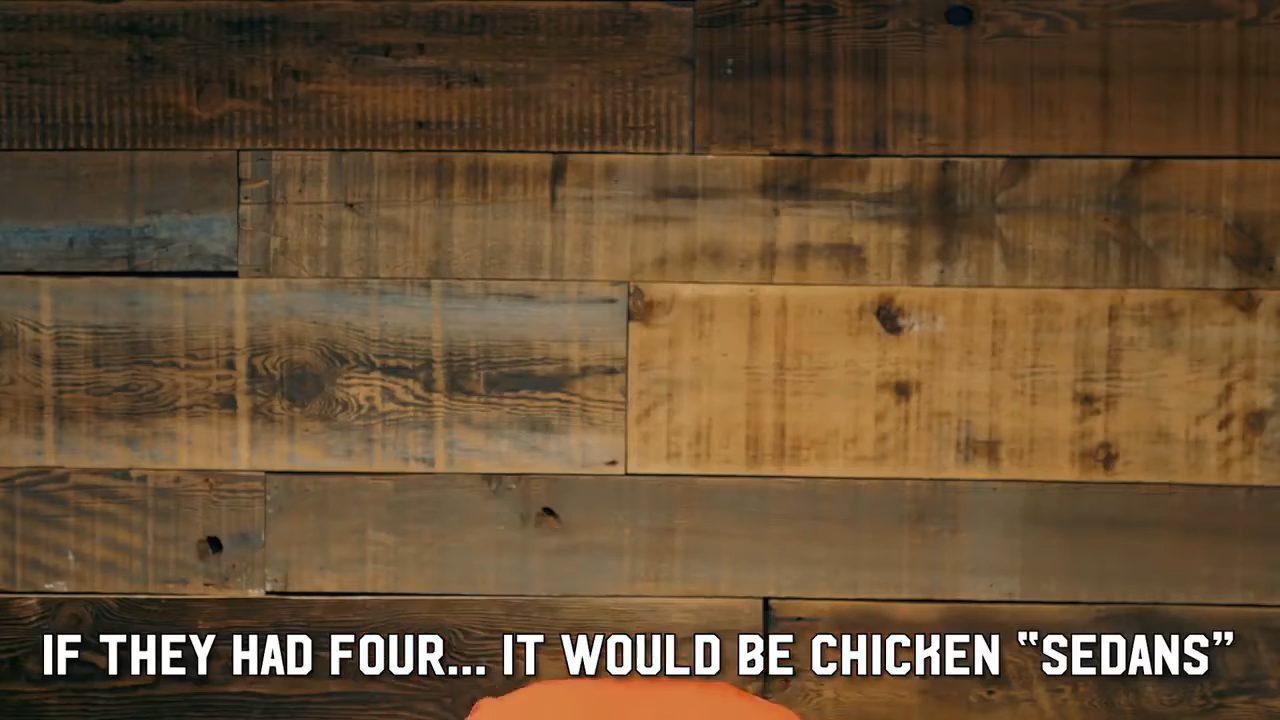 IF THEY HAD FOUR... IT WOULD BE CHICKEN “SEDANS”